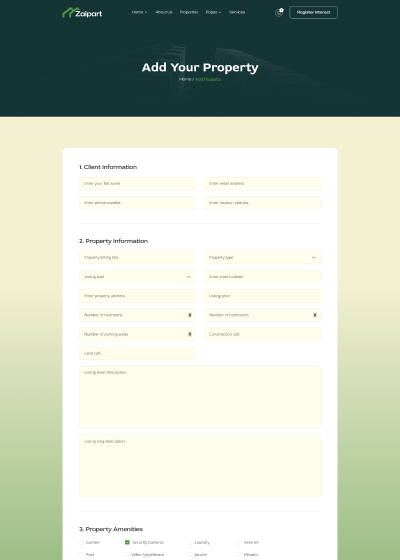 Zaipart
Home
About Us
Properties
Pages
Services
Register Interest
Add Your Property
Home / Add Property
1. Client Information
Enter your full name
Enter email address
Enter phone number
Enter location address
2. Property Information
Property listing title
Property type
Listing type
Enter state location
Enter property address
Listing price
Number of bedrooms
Number of bathrooms
Number of parking spots
Construction sqft.
Land sqft.
Listing short description
Listing long description
3. Property Amenities
Garden
Security Cameras
Laundry
Internet
Pool
Video Surveillance
Jacuzzi
Elevator